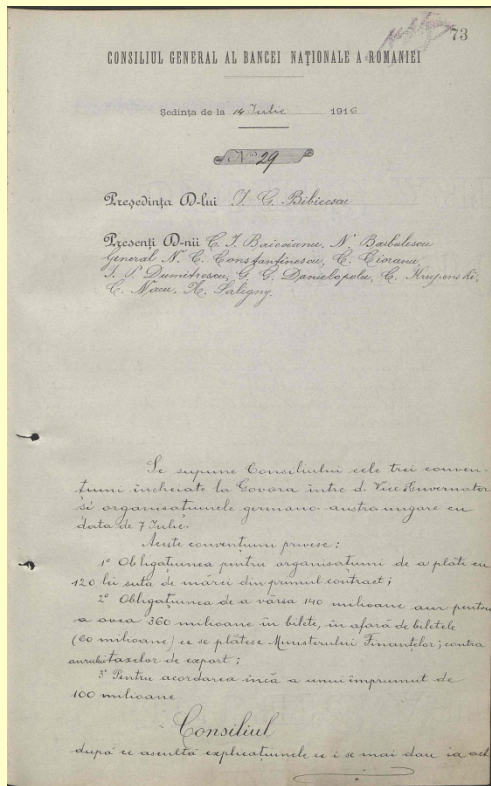 73
CONSILIUL GENERAL AL BANCEI NAȚIONALE A ROMANIEI
Ședința de la 14 Iulie 1916
No 29
Președinția D-lui I. G. Bibicescu
Presenți D-nii C. I. Baicoianu, N. Barbulescu
General N. C. Constantinescu, C. Cioranu,
I. P. Dumitrescu, G. G. Danielopolu, C. Krupenski,
C. Nacu, A. Saligny.
Se supune Consiliului cele trei conven-
țiuni încheiate la Govora între d. Vice Guvernator
și organisațiunile germano-austro ungare cu
data de 7 Iulie.
Aceste convențiuni privesc:
1º Obligațiunea pentru organisațiuni de a plăti cu
120 lei suta de mărci din primul contract;
2º Obligațiunea de a vărsa 140 milioane aur pentru
a avea 360 milioane în bilete, în afară de biletele
(60 milioane) ce se plătesc Ministerului Finanțelor; contra
aurului taxelor de export;
3º Pentru acordarea încă a unui împrumut de
100 milioane
Consiliul
după ce ascultă explicațiunile ce i se mai dau ia act